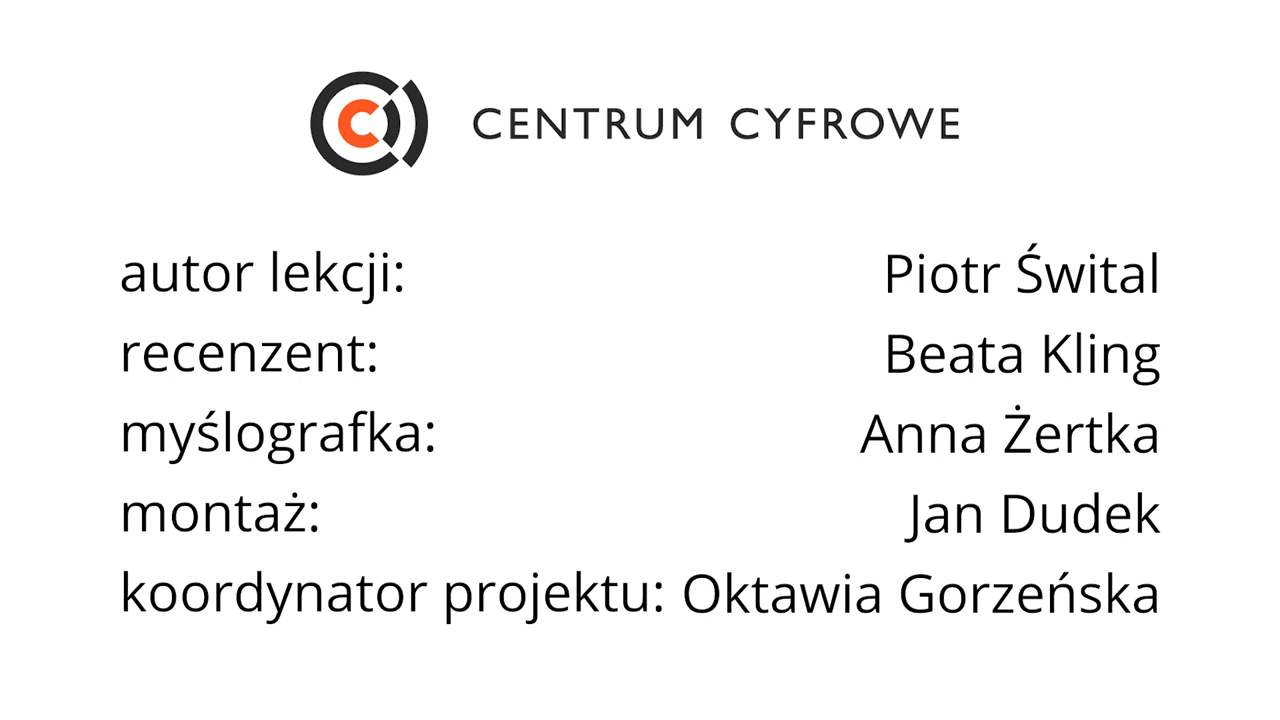 CENTRUM CYFROWE
autor lekcji: Piotr Śwital
recenzent: Beata Kling
myślografka: Anna Żertka
montaż: Jan Dudek
koordynator projektu: Oktawia Gorzeńska